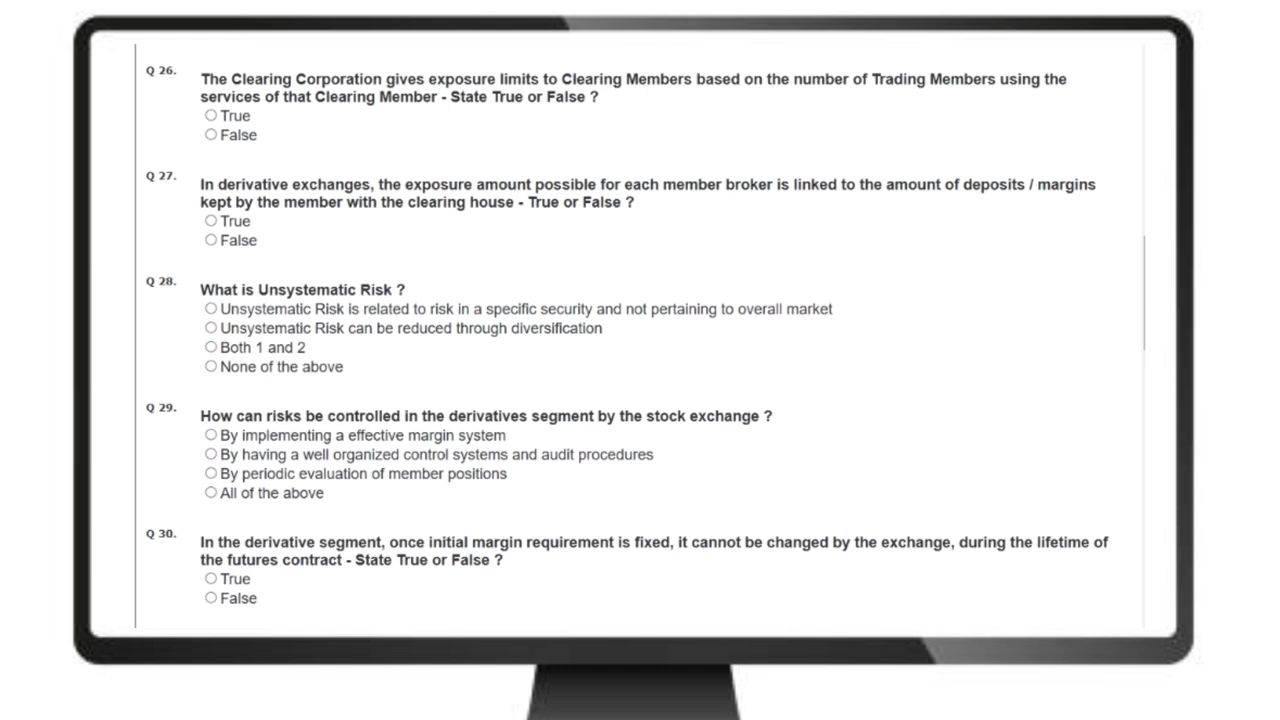 Q 26.
The Clearing Corporation gives exposure limits to Clearing Members based on the number of Trading Members using the
services of that Clearing Member - State True or False ?
True
False
Q 27.
In derivative exchanges, the exposure amount possible for each member broker is linked to the amount of deposits / margins
kept by the member with the clearing house - True or False ?
True
False
Q 28.
What is Unsystematic Risk ?
Unsystematic Risk is related to risk in a specific security and not pertaining to overall market
Unsystematic Risk can be reduced through diversification
Both 1 and 2
None of the above
Q 29.
How can risks be controlled in the derivatives segment by the stock exchange ?
By implementing a effective margin system
By having a well organized control systems and audit procedures
By periodic evaluation of member positions
All of the above
Q 30.
In the derivative segment, once initial margin requirement is fixed, it cannot be changed by the exchange, during the lifetime of
the futures contract - State True or False ?
True
False